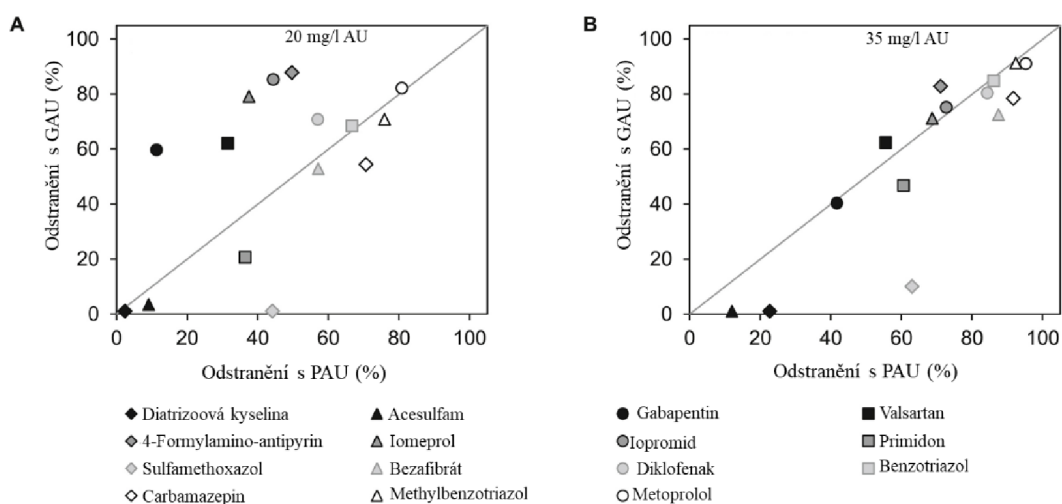 A
20 mg/l AU
Odstranění s GAU (%)
100
80
60
40
20
0
0 20 40 60 80 100
Odstranění s PAU (%)
B
35 mg/l AU
Odstranění s GAU (%)
100
80
60
40
20
0
0 20 40 60 80 100
Odstranění s PAU (%)
Diatrizoová kyselina
Acesulfam
Gabapentin
Valsartan
4-Formylamino-antipyrin
Iomeprol
Iopromid
Primidon
Sulfamethoxazol
Bezafibrát
Diklofenak
Benzotriazol
Carbamazepin
Methylbenzotriazol
Metoprolol